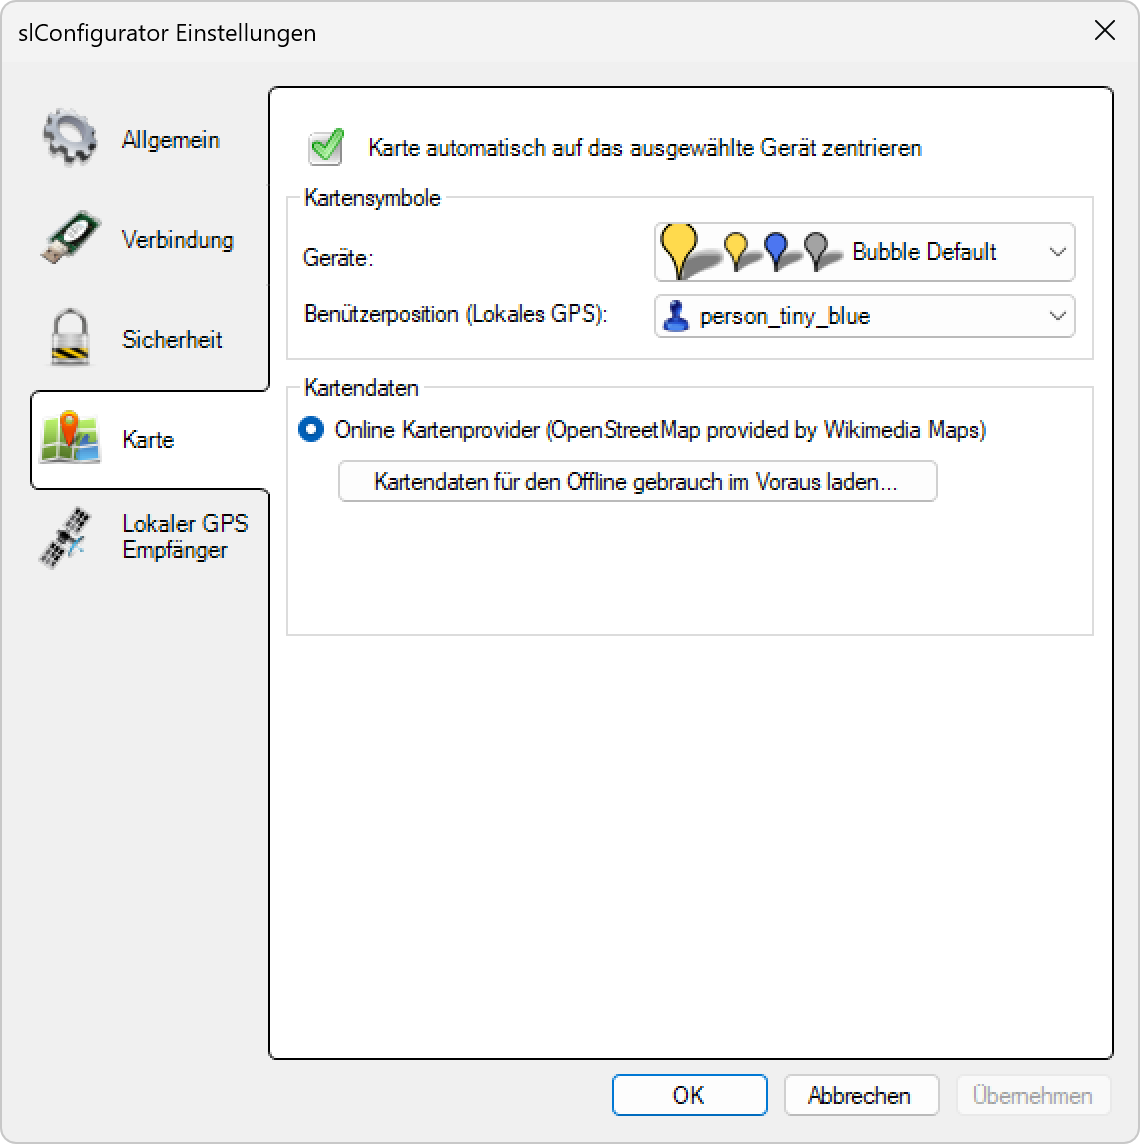 slConfigurator Einstellungen
Allgemein
Verbindung
Sicherheit
Karte
Lokaler GPS
Empfänger
Karte automatisch auf das ausgewählte Gerät zentrieren
Kartensymbole
Geräte:
Bubble Default
Benützerposition (Lokales GPS):
person_tiny_blue
Kartendaten
Online Kartenprovider (OpenStreetMap provided by Wikimedia Maps)
Kartendaten für den Offline gebrauch im Voraus laden...
OK
Abbrechen
Übernehmen